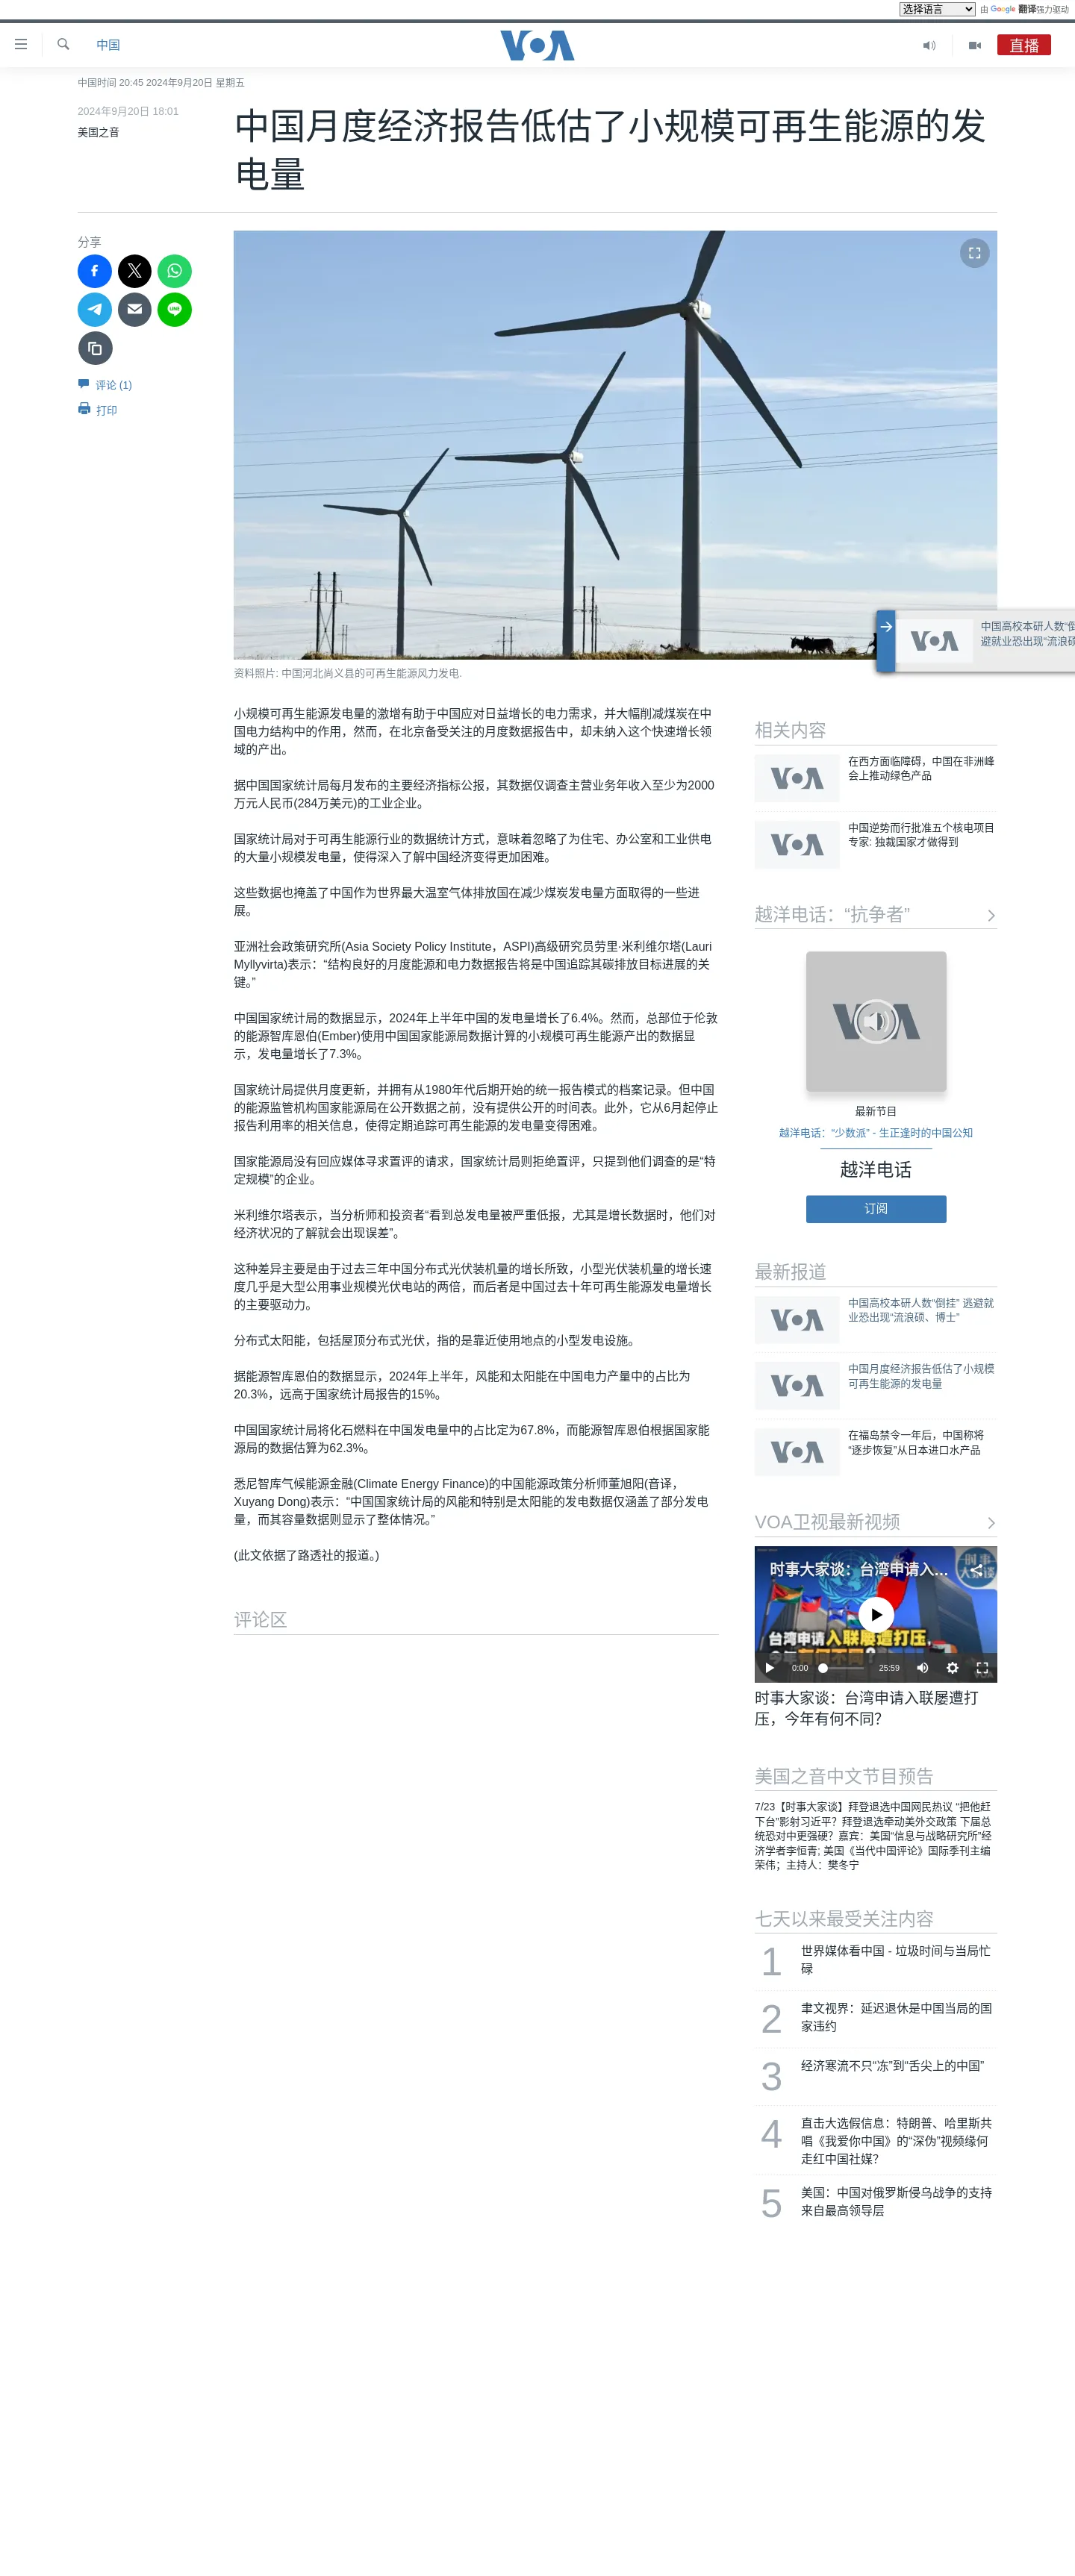 选择语言
由 Google 翻译强力驱动
中国
VOA
直播
中国时间 20:45 2024年9月20日 星期五
2024年9月20日 18:01
美国之音
中国月度经济报告低估了小规模可再生能源的发
电量
分享
评论 (1)
打印
中国高校本研人数“倒
避就业恐出现“流浪硕
资料照片: 中国河北尚义县的可再生能源风力发电.
小规模可再生能源发电量的激增有助于中国应对日益增长的电力需求，并大幅削减煤炭在中
国电力结构中的作用，然而，在北京备受关注的月度数据报告中，却未纳入这个快速增长领
域的产出。
据中国国家统计局每月发布的主要经济指标公报，其数据仅调查主营业务年收入至少为2000
万元人民币(284万美元)的工业企业。
国家统计局对于可再生能源行业的数据统计方式，意味着忽略了为住宅、办公室和工业供电
的大量小规模发电量，使得深入了解中国经济变得更加困难。
这些数据也掩盖了中国作为世界最大温室气体排放国在减少煤炭发电量方面取得的一些进
展。
亚洲社会政策研究所(Asia Society Policy Institute，ASPI)高级研究员劳里·米利维尔塔(Lauri
Myllyvirta)表示：“结构良好的月度能源和电力数据报告将是中国追踪其碳排放目标进展的关
键。”
中国国家统计局的数据显示，2024年上半年中国的发电量增长了6.4%。然而，总部位于伦敦
的能源智库恩伯(Ember)使用中国国家能源局数据计算的小规模可再生能源产出的数据显
示，发电量增长了7.3%。
国家统计局提供月度更新，并拥有从1980年代后期开始的统一报告模式的档案记录。但中国
的能源监管机构国家能源局在公开数据之前，没有提供公开的时间表。此外，它从6月起停止
报告利用率的相关信息，使得定期追踪可再生能源的发电量变得困难。
国家能源局没有回应媒体寻求置评的请求，国家统计局则拒绝置评，只提到他们调查的是“特
定规模”的企业。
米利维尔塔表示，当分析师和投资者“看到总发电量被严重低报，尤其是增长数据时，他们对
经济状况的了解就会出现误差”。
这种差异主要是由于过去三年中国分布式光伏装机量的增长所致，小型光伏装机量的增长速
度几乎是大型公用事业规模光伏电站的两倍，而后者是中国过去十年可再生能源发电量增长
的主要驱动力。
分布式太阳能，包括屋顶分布式光伏，指的是靠近使用地点的小型发电设施。
据能源智库恩伯的数据显示，2024年上半年，风能和太阳能在中国电力产量中的占比为
20.3%，远高于国家统计局报告的15%。
中国国家统计局将化石燃料在中国发电量中的占比定为67.8%，而能源智库恩伯根据国家能
源局的数据估算为62.3%。
悉尼智库气候能源金融(Climate Energy Finance)的中国能源政策分析师董旭阳(音译，
Xuyang Dong)表示：“中国国家统计局的风能和特别是太阳能的发电数据仅涵盖了部分发电
量，而其容量数据则显示了整体情况。”
(此文依据了路透社的报道。)
评论区
相关内容
在西方面临障碍，中国在非洲峰
会上推动绿色产品
中国逆势而行批准五个核电项目
专家: 独裁国家才做得到
越洋电话：“抗争者”
VOA
最新节目
越洋电话：“少数派” - 生正逢时的中国公知
越洋电话
订阅
最新报道
中国高校本研人数“倒挂” 逃避就
业恐出现“流浪硕、博士”
中国月度经济报告低估了小规模
可再生能源的发电量
在福岛禁令一年后，中国称将
“逐步恢复”从日本进口水产品
VOA卫视最新视频
时事大家谈：台湾申请入…
时事
大家谈
台湾申请入联屡遭打压，
今年有何不同？
0:00
25:59
时事大家谈：台湾申请入联屡遭打
压，今年有何不同？
美国之音中文节目预告
7/23【时事大家谈】拜登退选中国网民热议 “把他赶
下台”影射习近平？拜登退选牵动美外交政策 下届总
统恐对中更强硬？嘉宾：美国“信息与战略研究所”经
济学者李恒青; 美国《当代中国评论》国际季刊主编
荣伟；主持人：樊冬宁
七天以来最受关注内容
1
世界媒体看中国 - 垃圾时间与当局忙
碌
2
聿文视界：延迟退休是中国当局的国
家违约
3
经济寒流不只“冻”到“舌尖上的中国”
4
直击大选假信息：特朗普、哈里斯共
唱《我爱你中国》的“深伪”视频缘何
走红中国社媒？
5
美国：中国对俄罗斯侵乌战争的支持
来自最高领导层